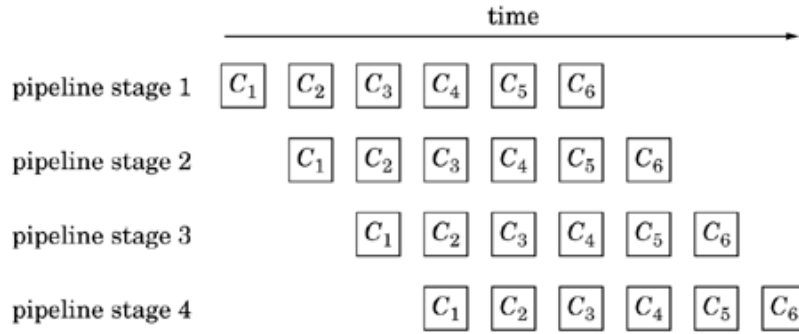 time
pipeline stage 1 C₁ C₂ C₃ C₄ C₅ C₆
pipeline stage 2 C₁ C₂ C₃ C₄ C₅ C₆
pipeline stage 3 C₁ C₂ C₃ C₄ C₅ C₆
pipeline stage 4 C₁ C₂ C₃ C₄ C₅ C₆